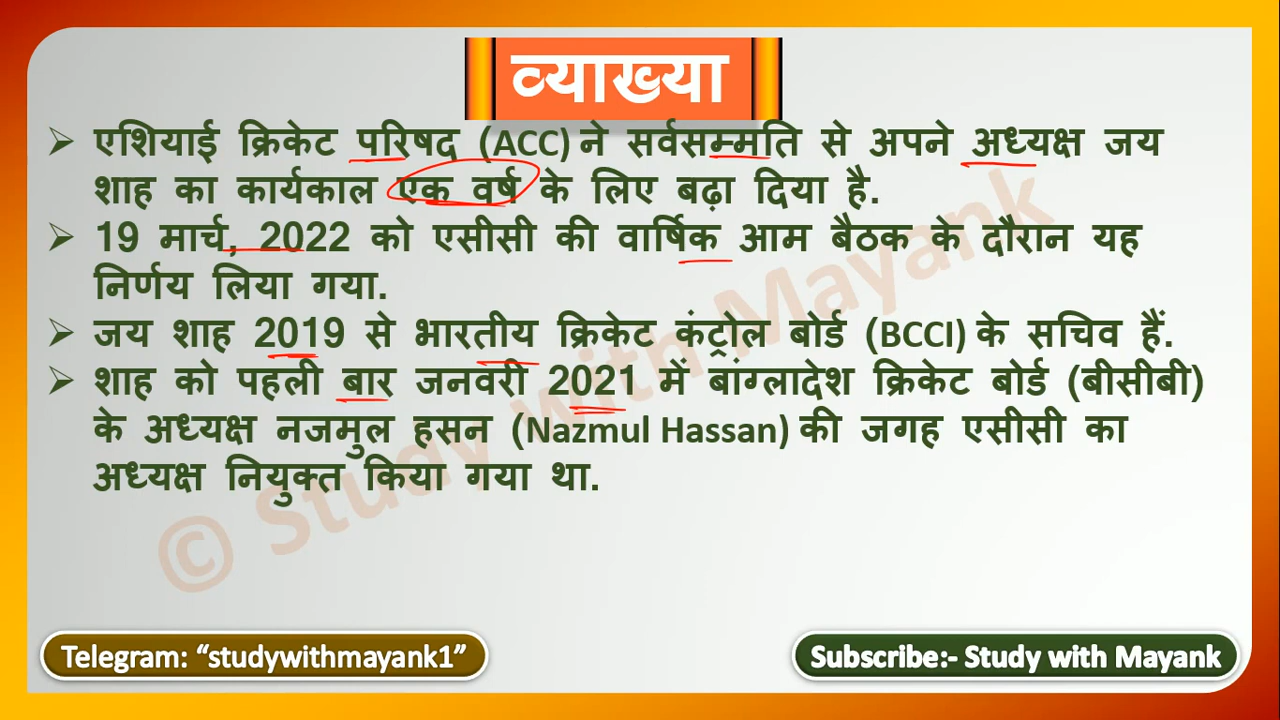 व्याख्या
➢ एशियाई क्रिकेट परिषद (ACC) ने सर्वसम्मति से अपने अध्यक्ष जय
शाह का कार्यकाल एक वर्ष के लिए बढ़ा दिया है.
➢ 19 मार्च, 2022 को एसीसी की वार्षिक आम बैठक के दौरान यह
निर्णय लिया गया.
➢ जय शाह 2019 से भारतीय क्रिकेट कंट्रोल बोर्ड (BCCI) के सचिव हैं.
➢ शाह को पहली बार जनवरी 2021 में बांग्लादेश क्रिकेट बोर्ड (बीसीबी)
के अध्यक्ष नजमुल हसन (Nazmul Hassan) की जगह एसीसी का
अध्यक्ष नियुक्त किया गया था.
© Study with Mayank
Telegram: “studywithmayank1”
Subscribe:- Study with Mayank